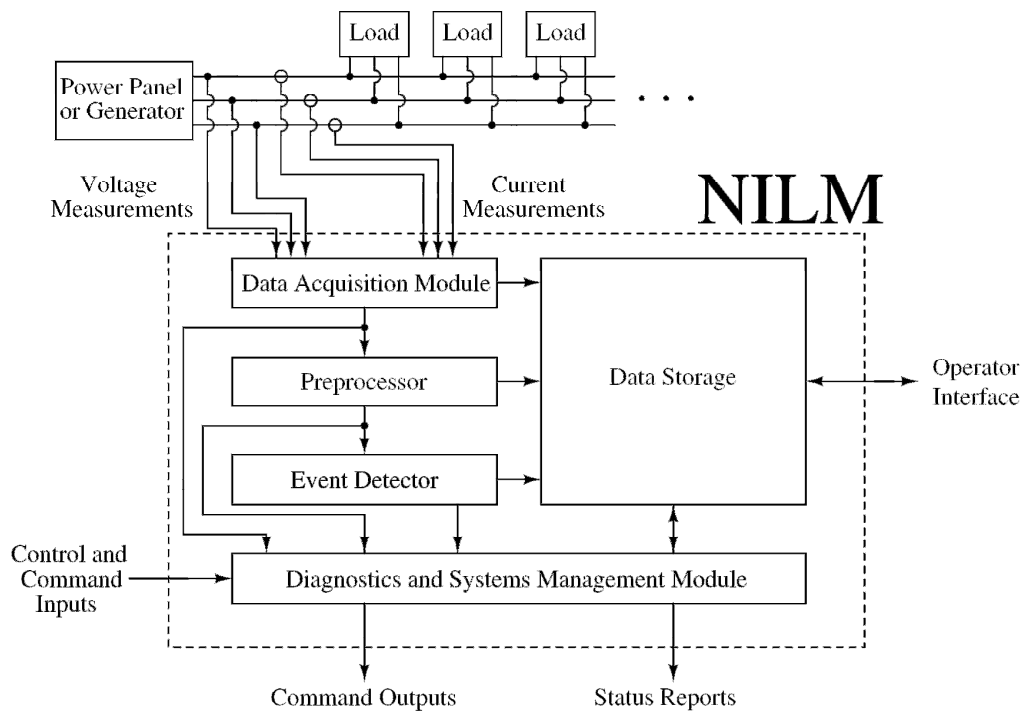 Load
Load
Load
Power Panel
or Generator
Voltage
Measurements
Current
Measurements
NILM
Data Acquisition Module
Preprocessor
Data Storage
Operator
Interface
Event Detector
Control and
Command
Inputs
Diagnostics and Systems Management Module
Command Outputs
Status Reports